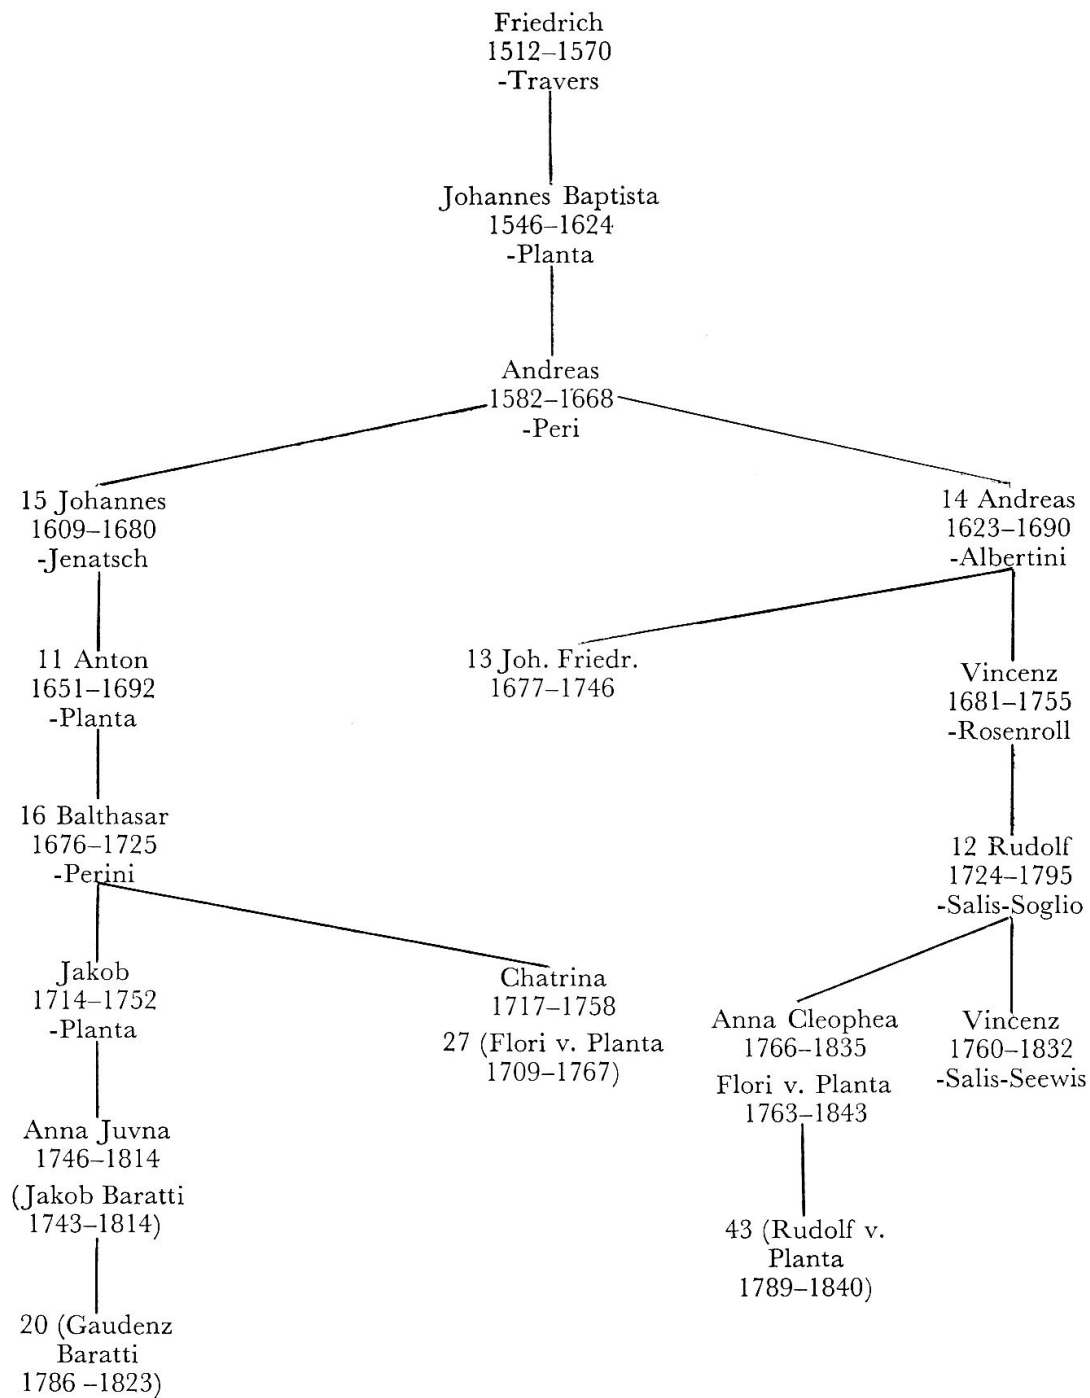 Friedrich
1512–1570
-Travers
Johannes Baptista
1546–1624
-Planta
Andreas
1582–1668
-Peri
15 Johannes
1609–1680
-Jenatsch
14 Andreas
1623–1690
-Albertini
11 Anton
1651–1692
-Planta
13 Joh. Friedr.
1677–1746
Vincenz
1681–1755
-Rosenroll
16 Balthasar
1676–1725
-Perini
12 Rudolf
1724–1795
-Salis-Soglio
Jakob
1714–1752
-Planta
Chatrina
1717–1758
27 (Flori v. Planta
1709–1767)
Anna Cleophea
1766–1835
Flori v. Planta
1763–1843
Vincenz
1760–1832
-Salis-Seewis
Anna Juvna
1746–1814
(Jakob Baratti
1743–1814)
43 (Rudolf v.
Planta
1789–1840)
20 (Gaudenz
Baratti
1786 –1823)